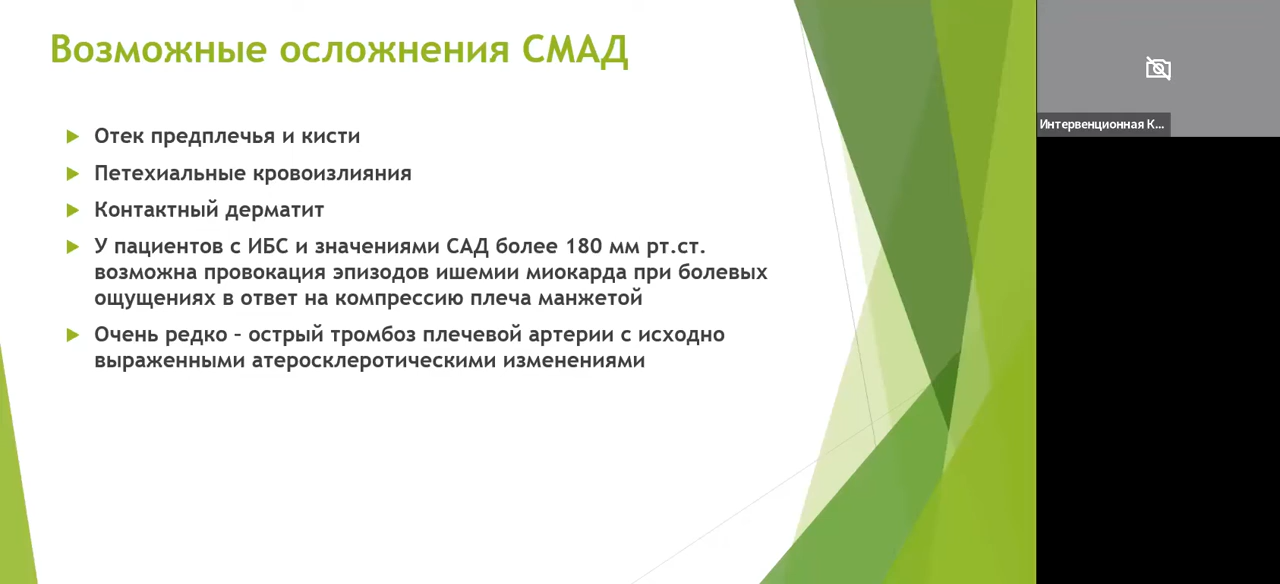 Возможные осложнения СМАД
Отек предплечья и кисти
Петехиальные кровоизлияния
Контактный дерматит
У пациентов с ИБС и значениями САД более 180 мм рт.ст.
возможна провокация эпизодов ишемии миокарда при болевых
ощущениях в ответ на компрессию плеча манжетой
Очень редко – острый тромбоз плечевой артерии с исходно
выраженными атеросклеротическими изменениями
Интервенционная К...